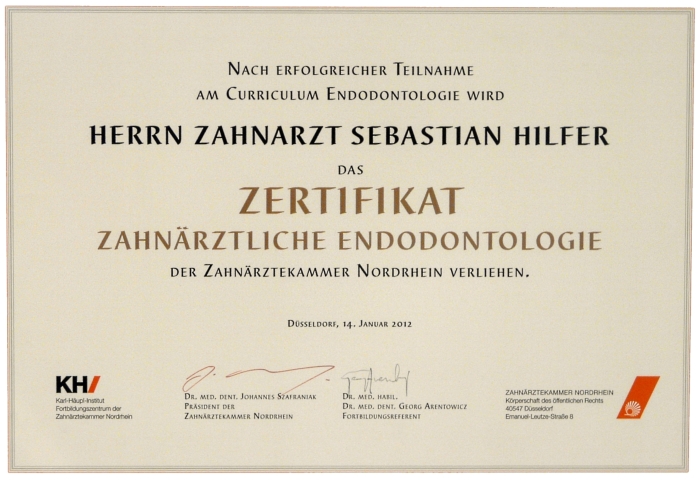 NACH ERFOLGREICHER TEILNAHME
AM CURRICULUM ENDODONTOLOGIE WIRD
HERRN ZAHNARZT SEBASTIAN HILFER
DAS
ZERTIFIKAT
ZAHNÄRZTLICHE ENDODONTOLOGIE
DER ZAHNÄRZTEKAMMER NORDRHEIN VERLIEHEN.
DÜSSELDORF, 14. JANUAR 2012
KHI
Karl-Häupl-Institut
Fortbildungszentrum der
Zahnärztekammer Nordrhein
DR. MED. DENT. JOHANNES SZAFRANIAK
PRÄSIDENT DER
ZAHNÄRZTEKAMMER NORDRHEIN
DR. MED. HABIL.
DR. MED. DENT. GEORG ARENTOWICZ
FORTBILDUNGSREFERENT
ZAHNÄRZTEKAMMER NORDRHEIN
Körperschaft des öffentlichen Rechts
40547 Düsseldorf
Emanuel-Leutze-Straße 8